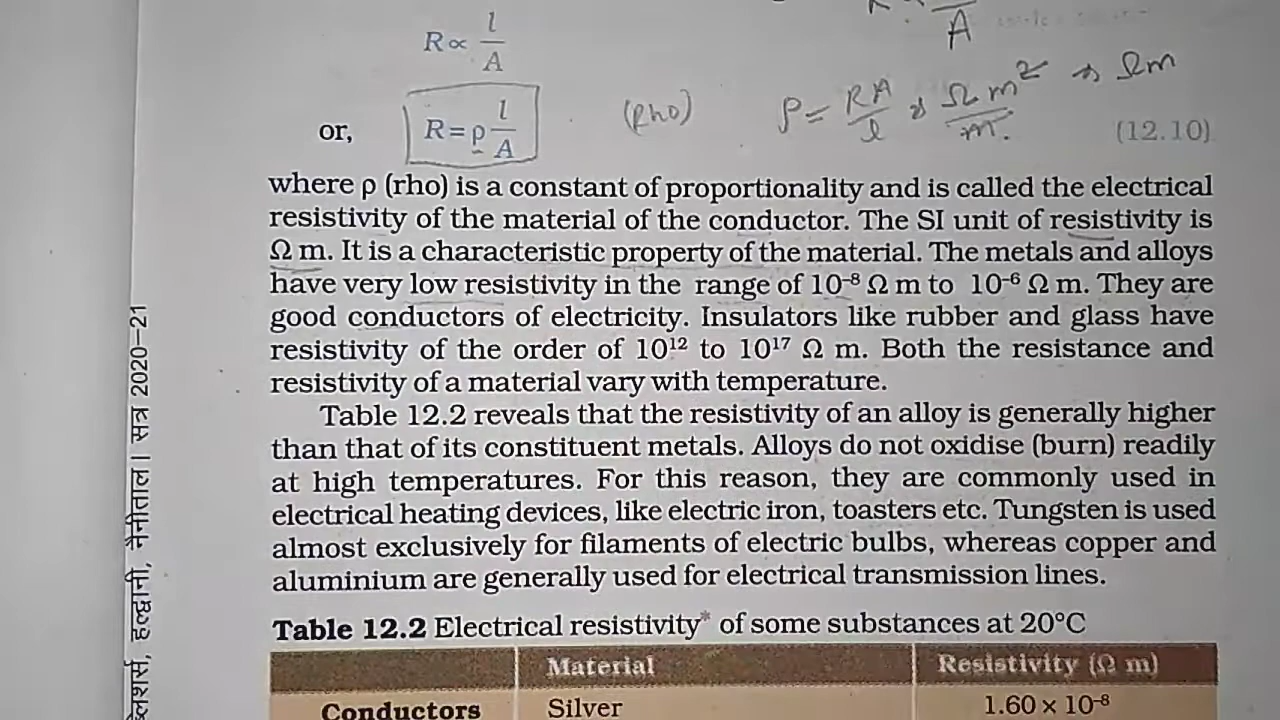 R ∝ l/A
A
or, R = ρ l/A (Rho) ρ = RA/l ⇒ Ω m²/m. ⇒ Ωm (12.10)
where ρ (rho) is a constant of proportionality and is called the electrical
resistivity of the material of the conductor. The SI unit of resistivity is
Ω m. It is a characteristic property of the material. The metals and alloys
have very low resistivity in the range of 10⁻⁸ Ω m to 10⁻⁶ Ω m. They are
good conductors of electricity. Insulators like rubber and glass have
resistivity of the order of 10¹² to 10¹⁷ Ω m. Both the resistance and
resistivity of a material vary with temperature.
Table 12.2 reveals that the resistivity of an alloy is generally higher
than that of its constituent metals. Alloys do not oxidise (burn) readily
at high temperatures. For this reason, they are commonly used in
electrical heating devices, like electric iron, toasters etc. Tungsten is used
almost exclusively for filaments of electric bulbs, whereas copper and
aluminium are generally used for electrical transmission lines.
Table 12.2 Electrical resistivity* of some substances at 20°C
Material Resistivity (Ω m)
Conductors Silver 1.60 × 10⁻⁸
हल्द्वानी, नैनीताल। सत्र 2020–21